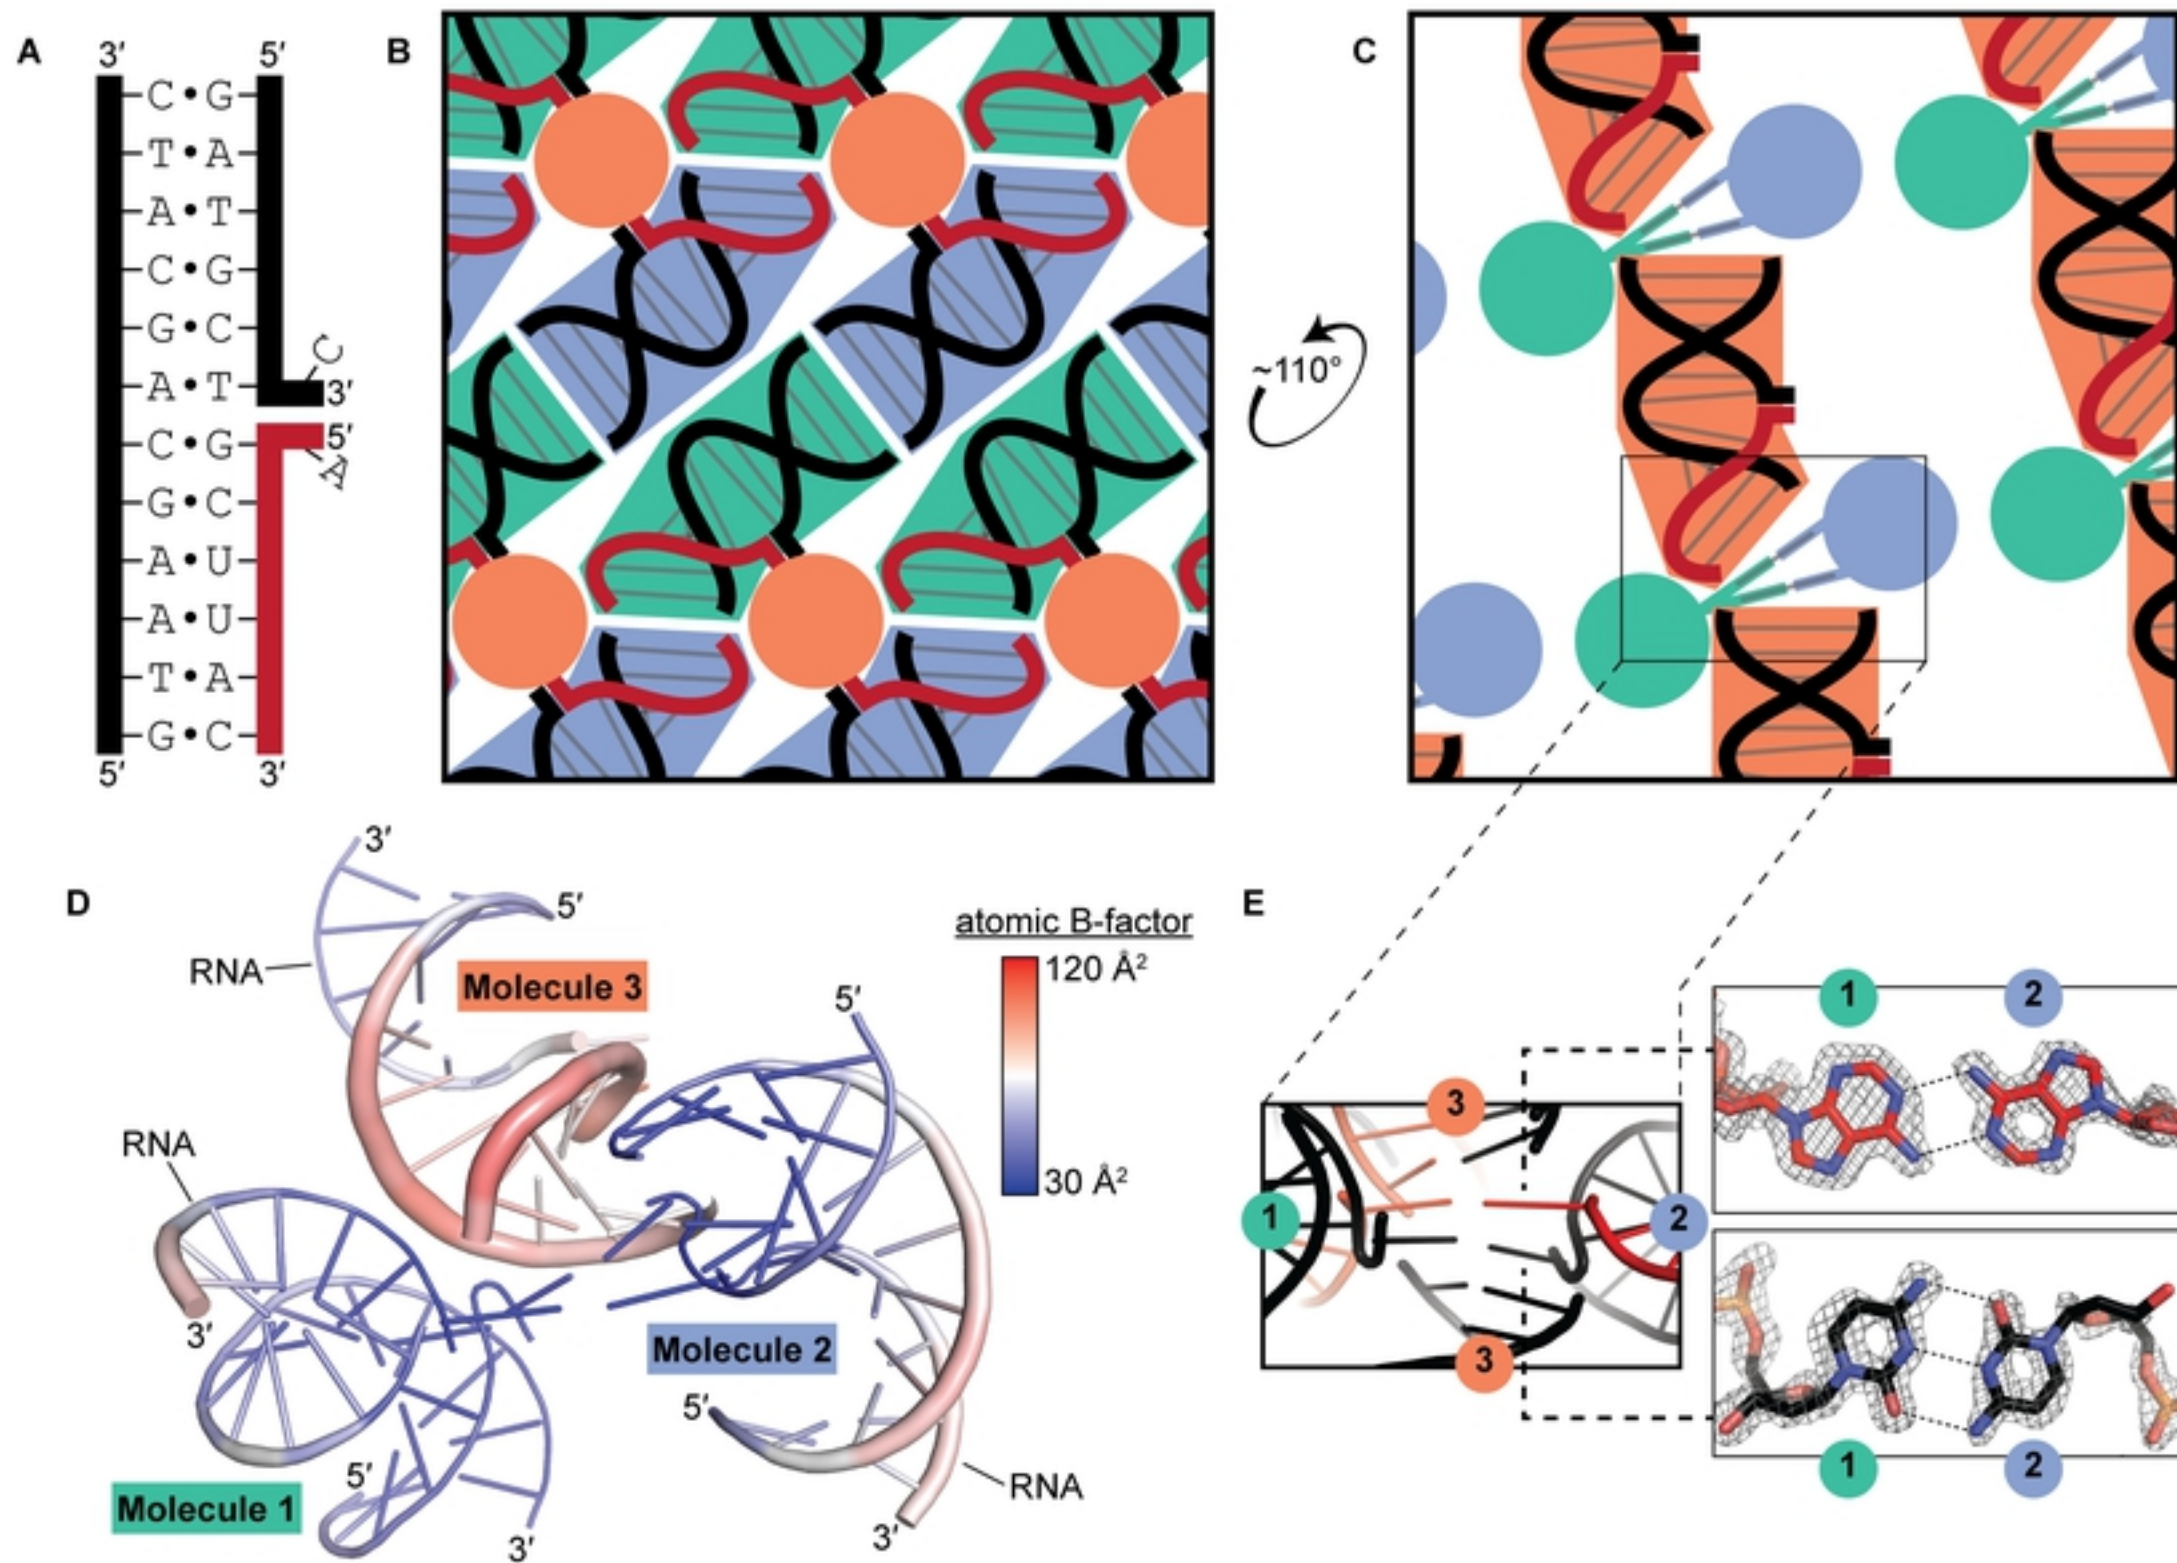 A
3′ 5′
C•G
T•A
A•T
C•G
G•C
A•T
C
3′
5′
C•G
A
G•C
A•U
A•U
T•A
G•C
5′ 3′
B
~110°
C
D
3′
5′
RNA
Molecule 3
RNA
3′
Molecule 1
5′
3′
5′
Molecule 2
5′
RNA
3′
atomic B-factor
120 Å²
30 Å²
E
3
1
2
3
1 2
1 2